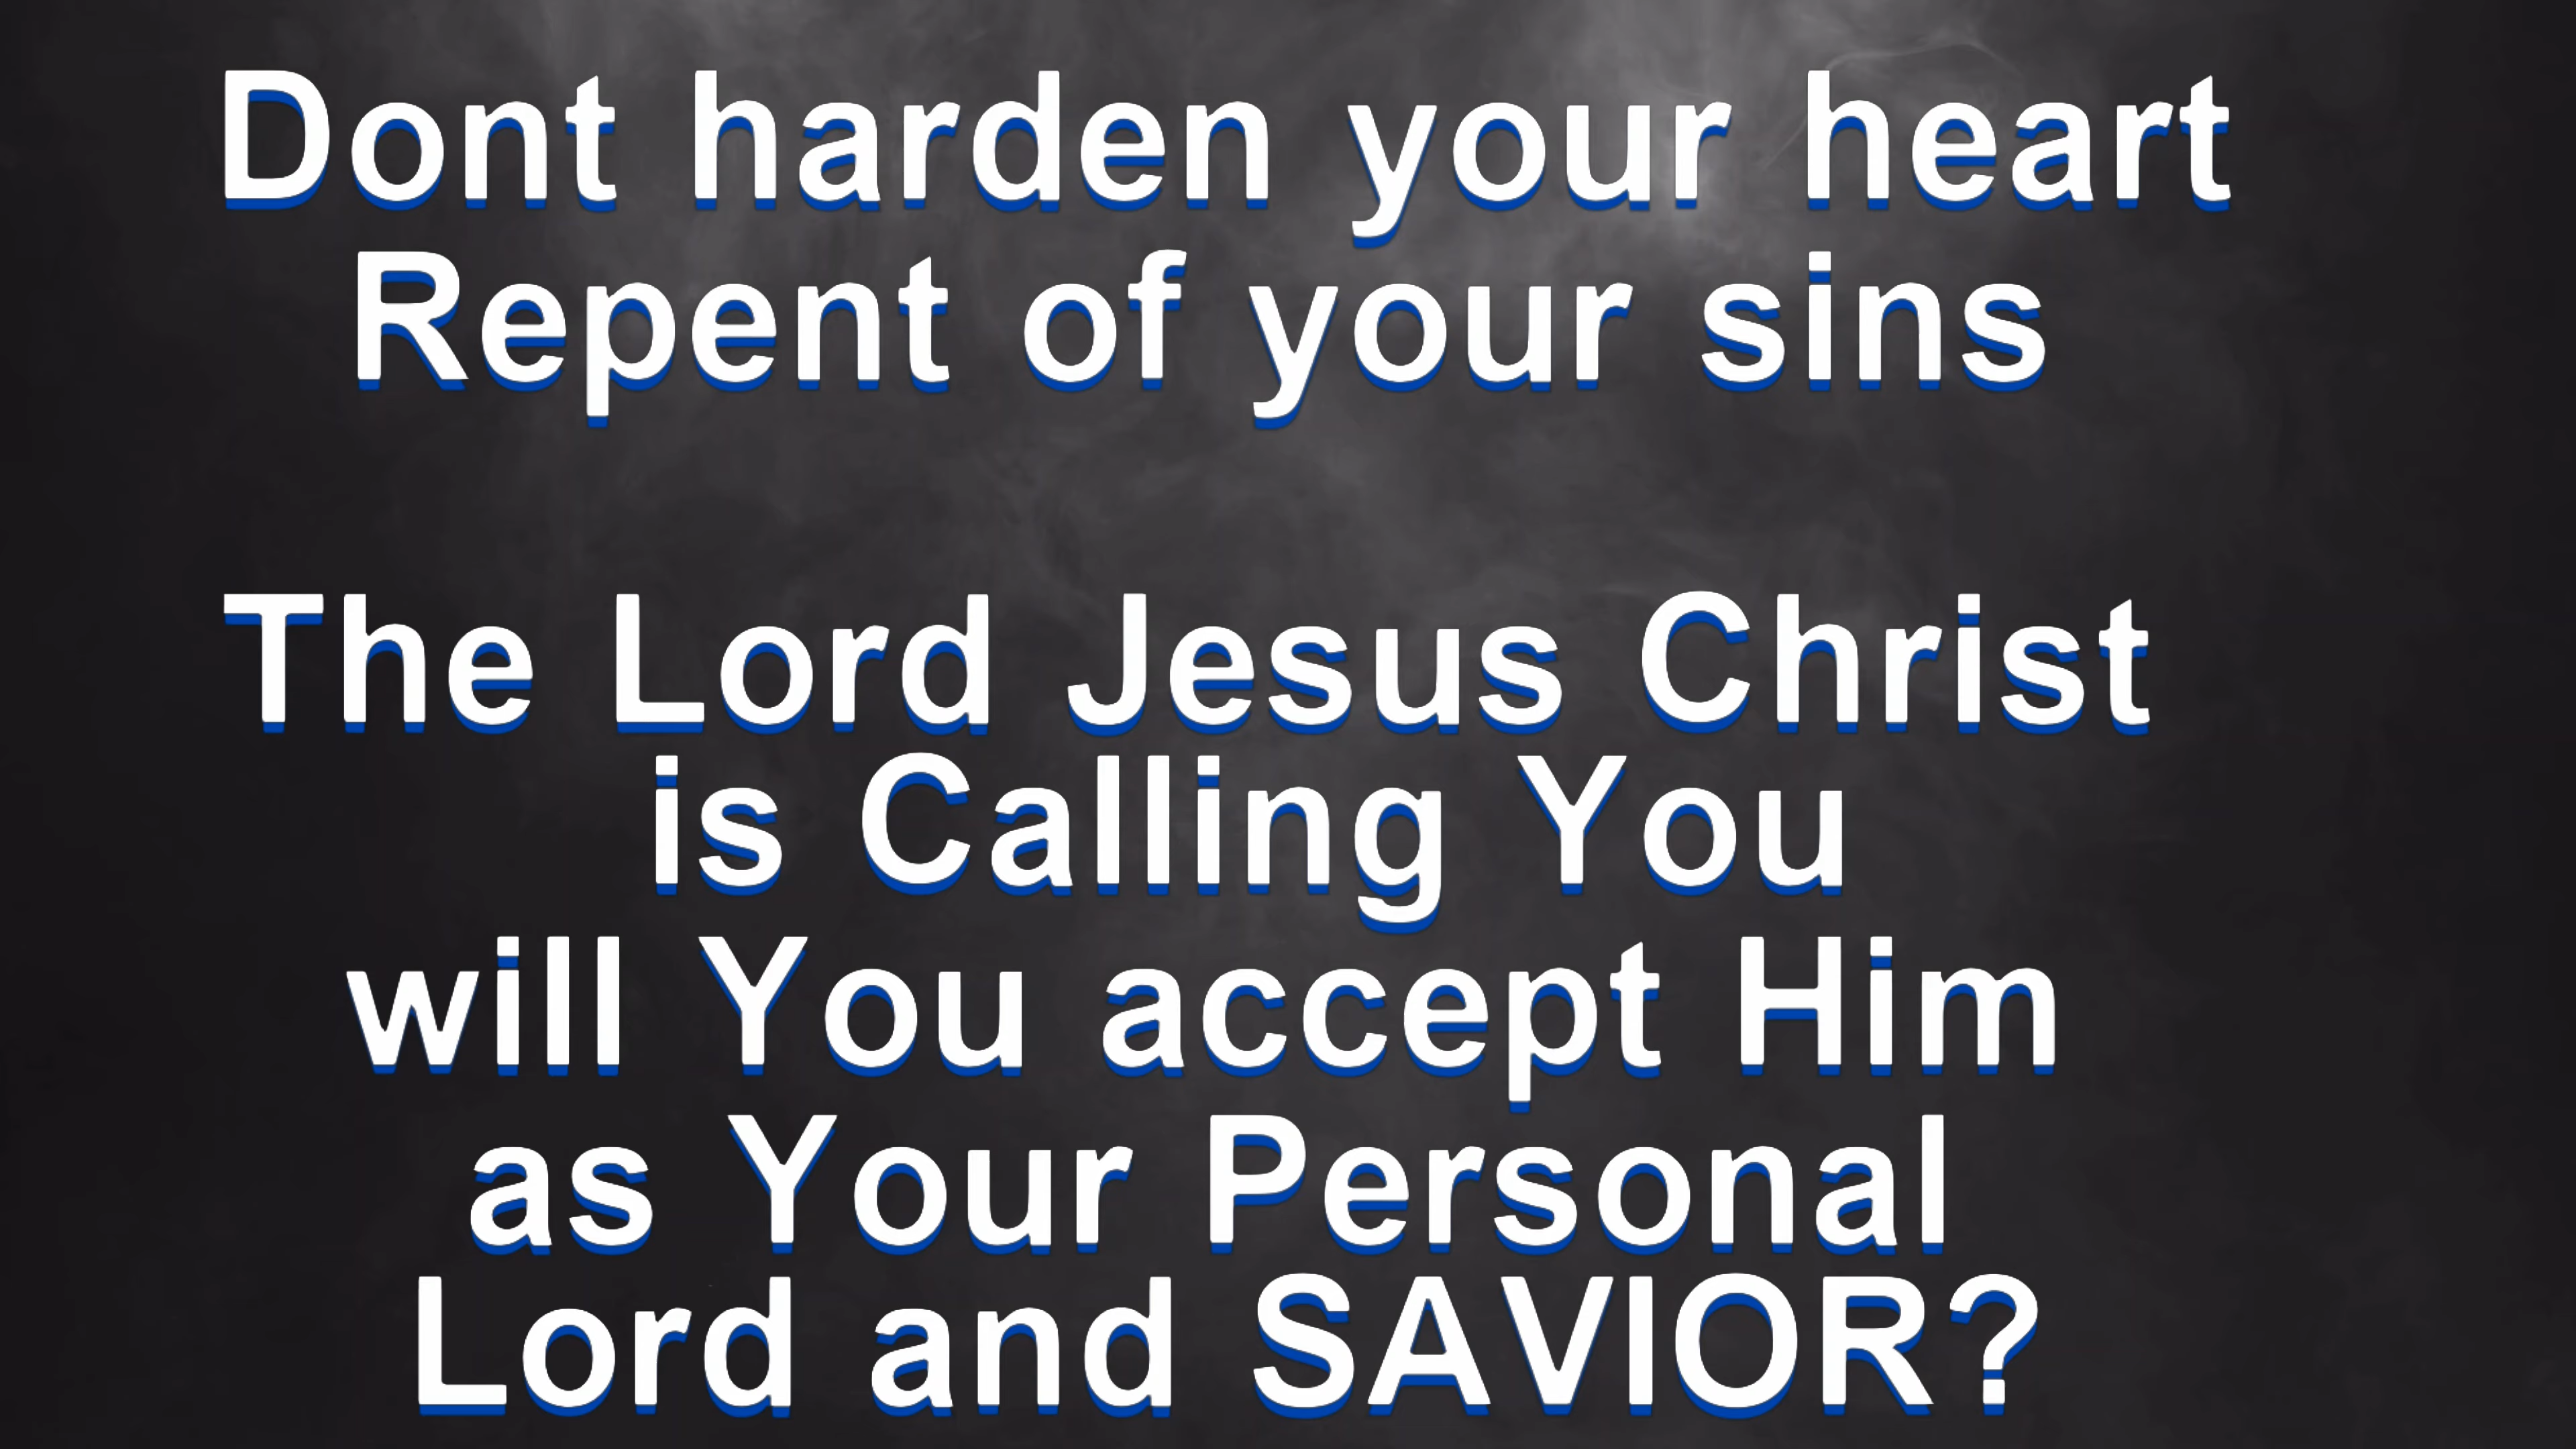 Dont harden your heart
Repent of your sins
The Lord Jesus Christ
is Calling You
will You accept Him
as Your Personal
Lord and SAVIOR?